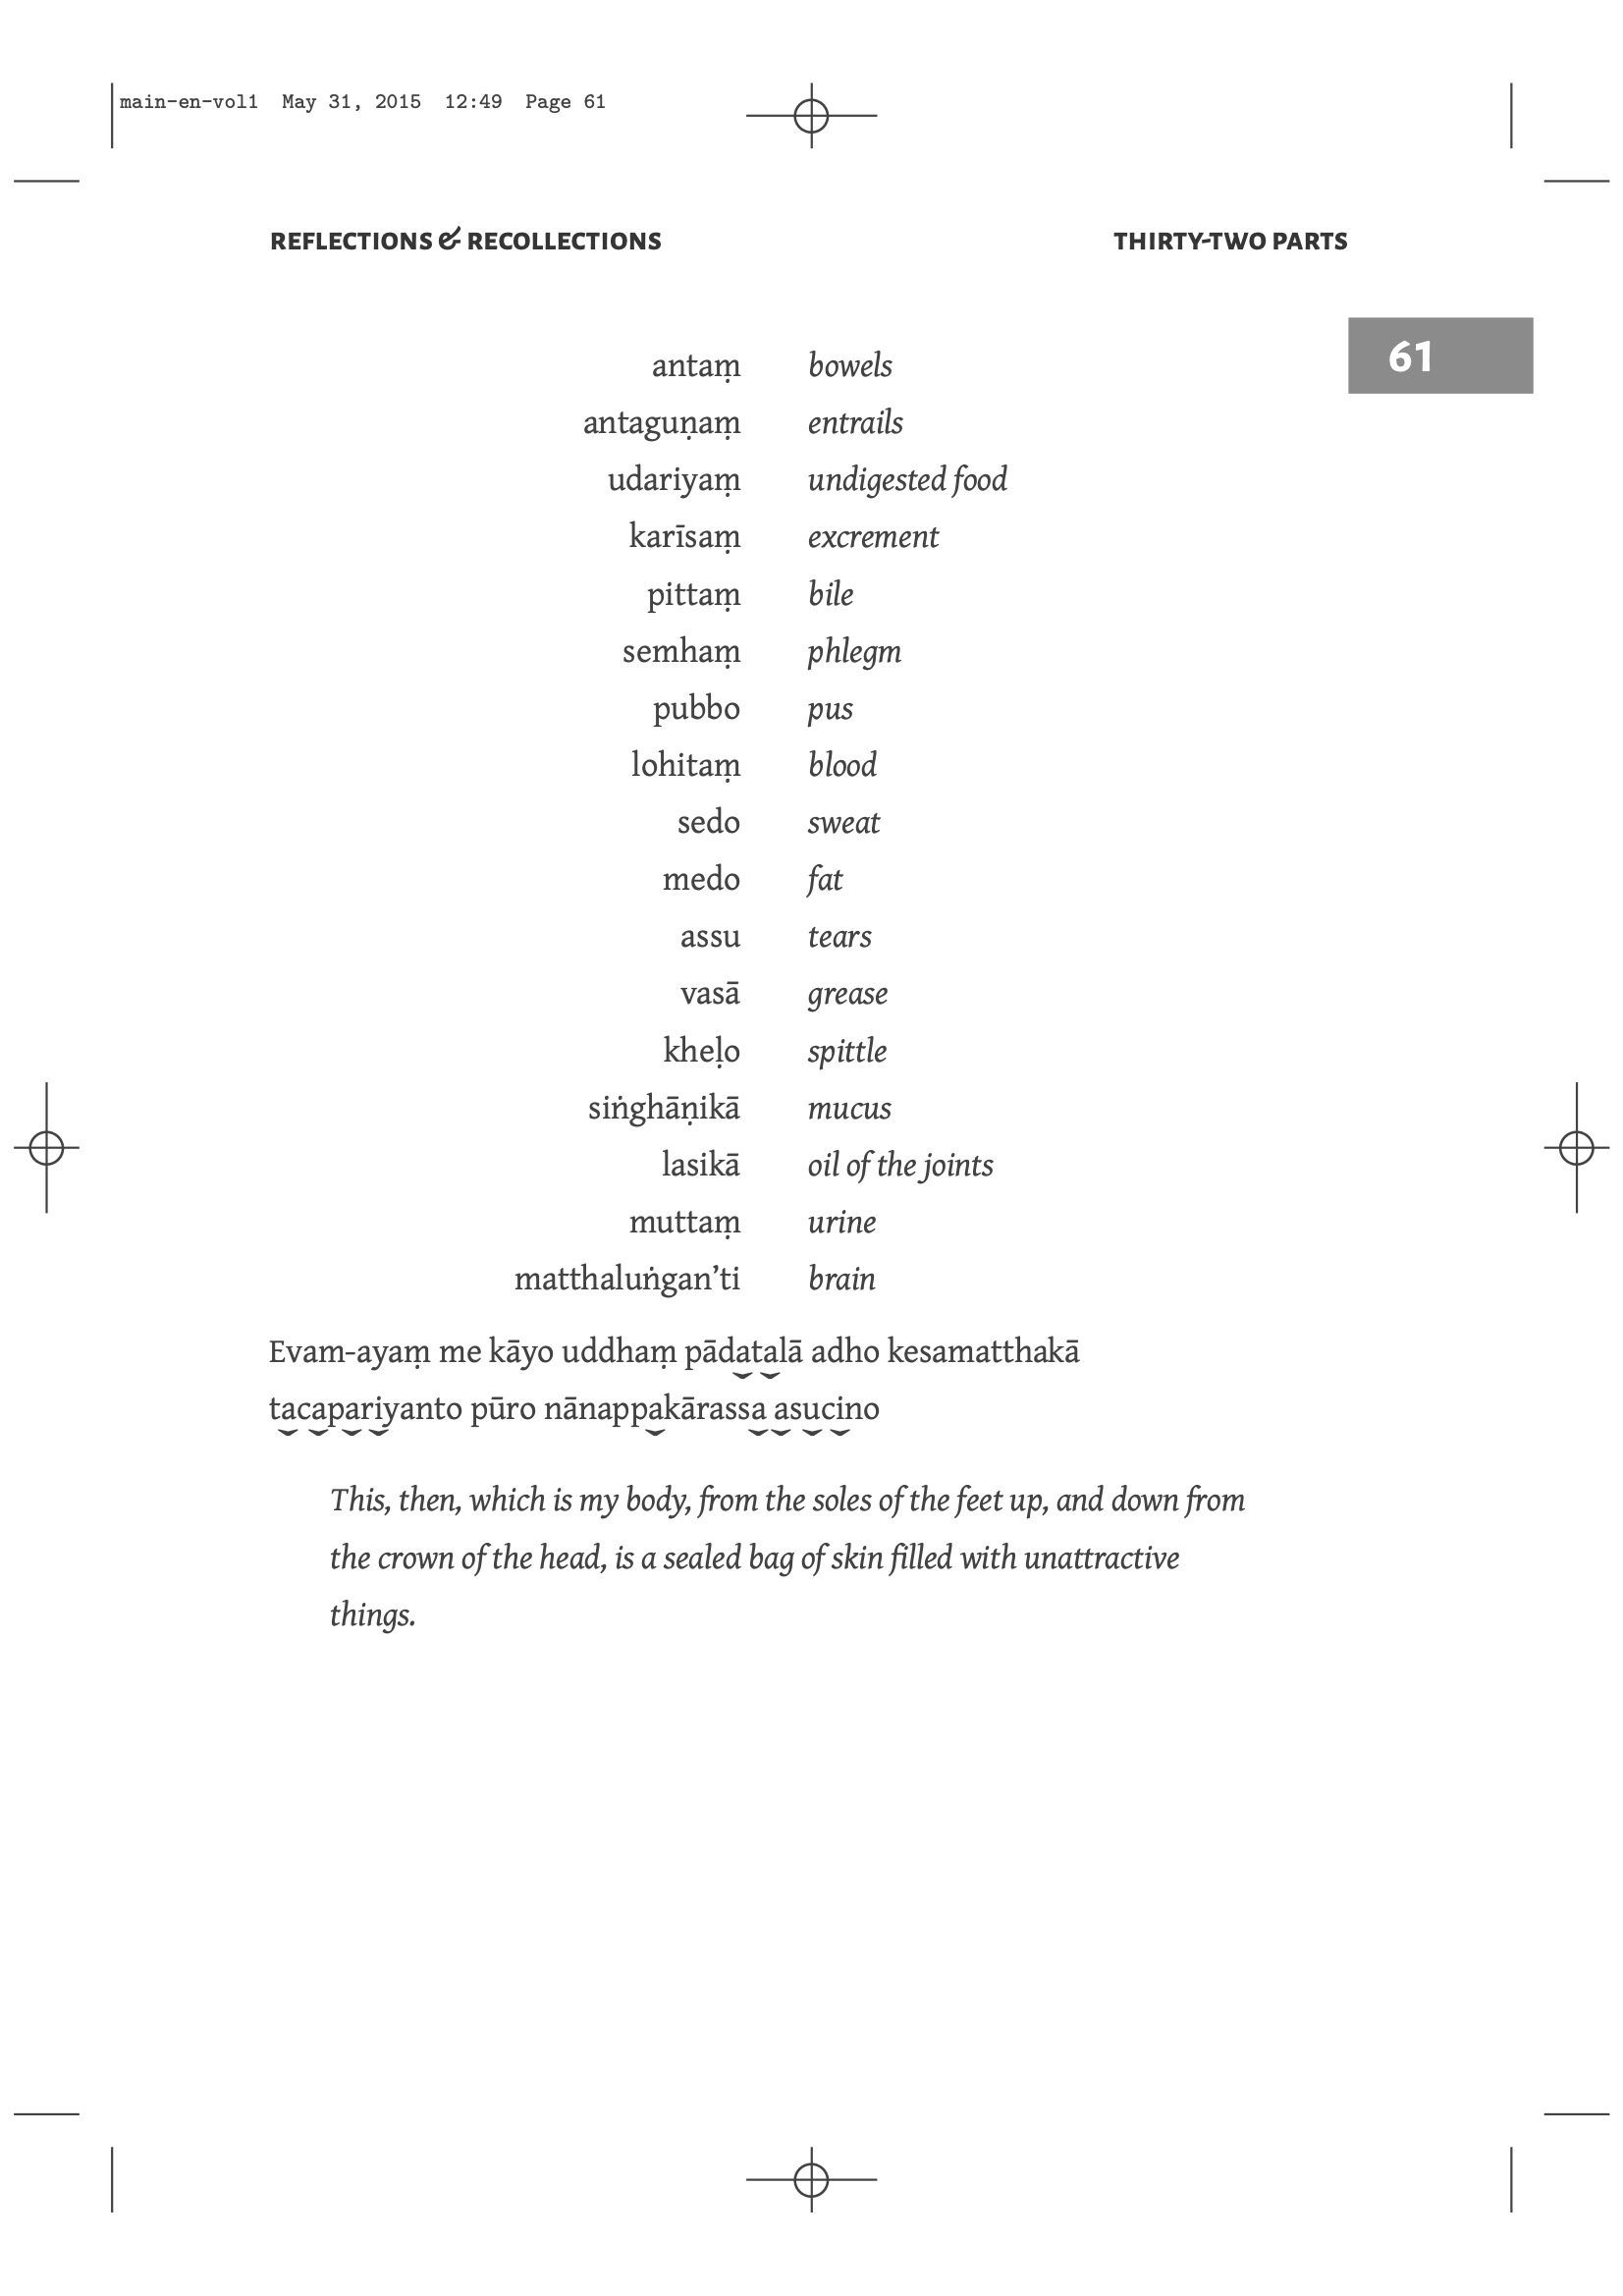 main-en-vol1 May 31, 2015 12:49 Page 61
REFLECTIONS & RECOLLECTIONS THIRTY-TWO PARTS
61
antaṃ bowels
antaguṇaṃ entrails
udariyaṃ undigested food
karīsaṃ excrement
pittaṃ bile
semhaṃ phlegm
pubbo pus
lohitaṃ blood
sedo sweat
medo fat
assu tears
vasā grease
kheḷo spittle
siṅghāṇikā mucus
lasikā oil of the joints
muttaṃ urine
matthaluṅgan’ti brain
Evam-ayaṃ me kāyo uddhaṃ pādatalā adho kesamatthakā
tacapariyanto pūro nānappakārassa asucino
This, then, which is my body, from the soles of the feet up, and down from
the crown of the head, is a sealed bag of skin filled with unattractive
things.